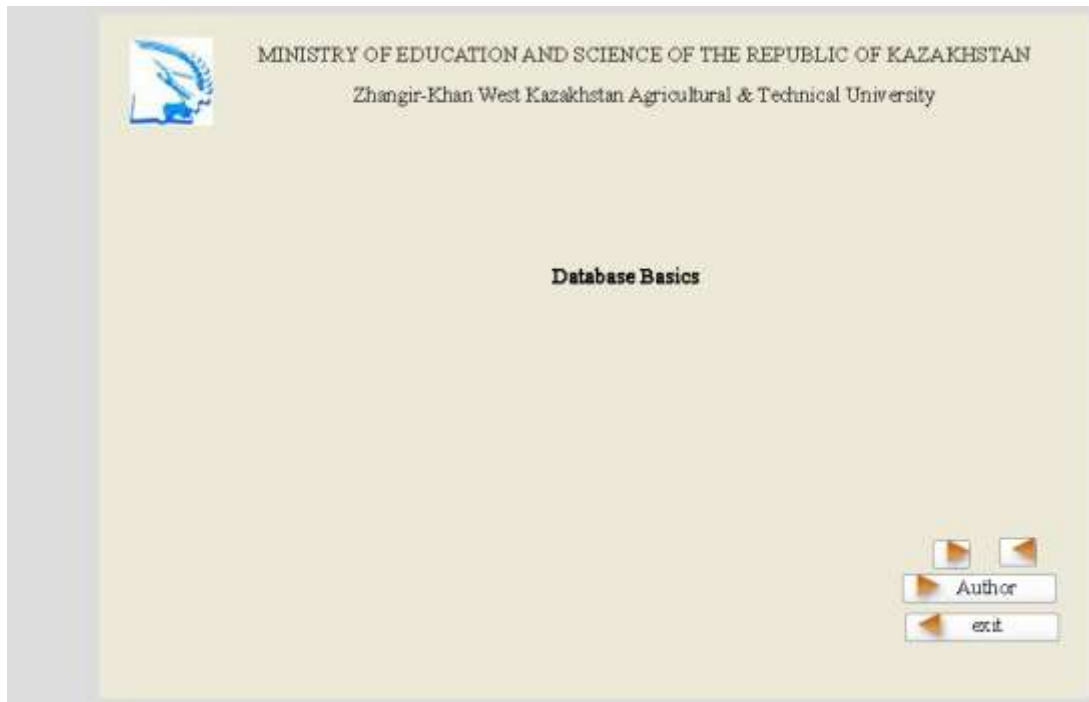 MINISTRY OF EDUCATION AND SCIENCE OF THE REPUBLIC OF KAZAKHSTAN
Zhangir-Khan West Kazakhstan Agricultural & Technical University
Database Basics
Author
exit